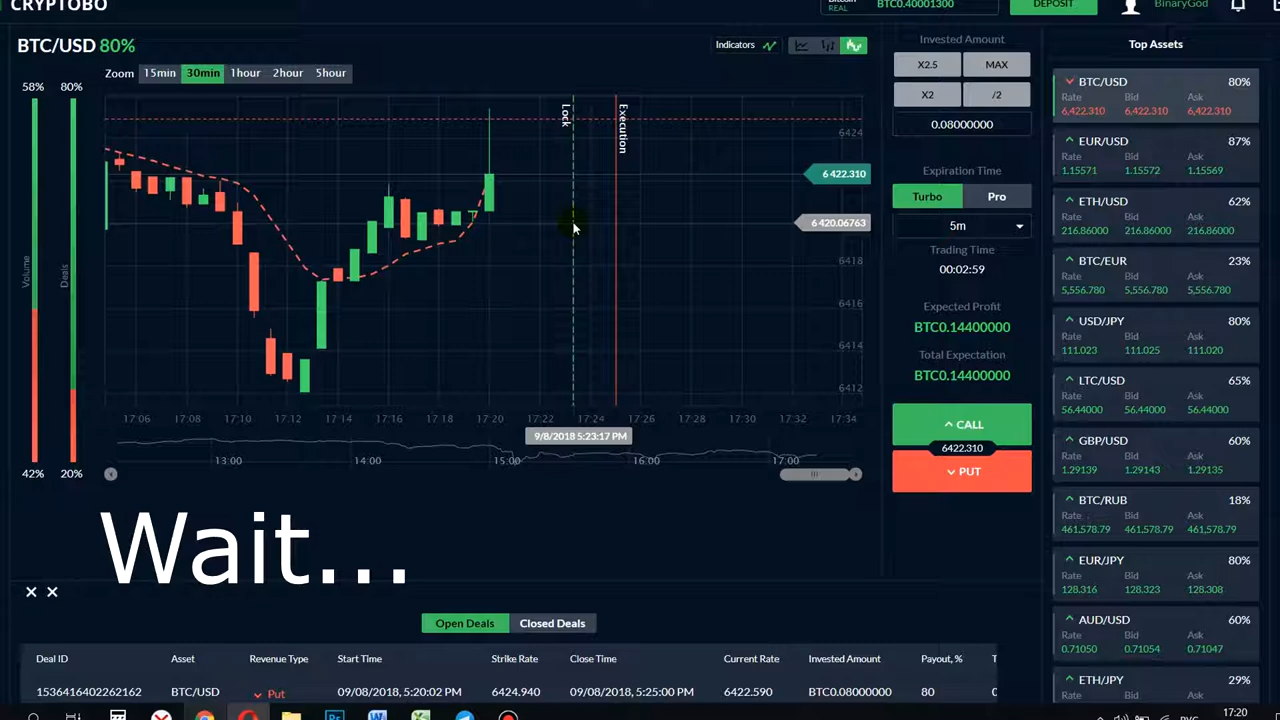 CRYPTOBO
Bitcoin
REAL
BTC0.40001300
DEPOSIT
BinaryGod
BTC/USD 80%
Indicators
Zoom 15min 30min 1hour 2hour 5hour
58% 80%
Volume
Deals
42% 20%
Lock
Execution
6424
6 422.310
6 420.06763
6418
6416
6414
6412
17:06 17:08 17:10 17:12 17:14 17:16 17:18 17:20 17:22 17:24 17:26 17:28 17:30 17:32 17:34
9/8/2018 5:23:17 PM
13:00 14:00 15:00 16:00 17:00
Invested Amount
X2.5 MAX
X2 /2
0.08000000
Expiration Time
Turbo Pro
5m
Trading Time
00:02:59
Expected Profit
BTC0.14400000
Total Expectation
BTC0.14400000
CALL
6422.310
PUT
Top Assets
BTC/USD 80%
Rate Bid Ask
6,422.310 6,422.310 6,422.310
EUR/USD 87%
Rate Bid Ask
1.15571 1.15572 1.15569
ETH/USD 62%
Rate Bid Ask
216.86000 216.86000 216.86000
BTC/EUR 23%
Rate Bid Ask
5,556.780 5,556.780 5,556.780
USD/JPY 80%
Rate Bid Ask
111.023 111.025 111.020
LTC/USD 65%
Rate Bid Ask
56.44000 56.44000 56.44000
GBP/USD 60%
Rate Bid Ask
1.29139 1.29143 1.29135
BTC/RUB 18%
Rate Bid Ask
461,578.79 461,578.79 461,578.79
EUR/JPY 80%
Rate Bid Ask
128.316 128.323 128.308
AUD/USD 60%
Rate Bid Ask
0.71050 0.71054 0.71047
ETH/JPY 29%
Wait...
Open Deals Closed Deals
Deal ID Asset Revenue Type Start Time Strike Rate Close Time Current Rate Invested Amount Payout, %
1536416402262162 BTC/USD Put 09/08/2018, 5:20:02 PM 6424.940 09/08/2018, 5:25:00 PM 6422.590 BTC0.08000000 80
17:20